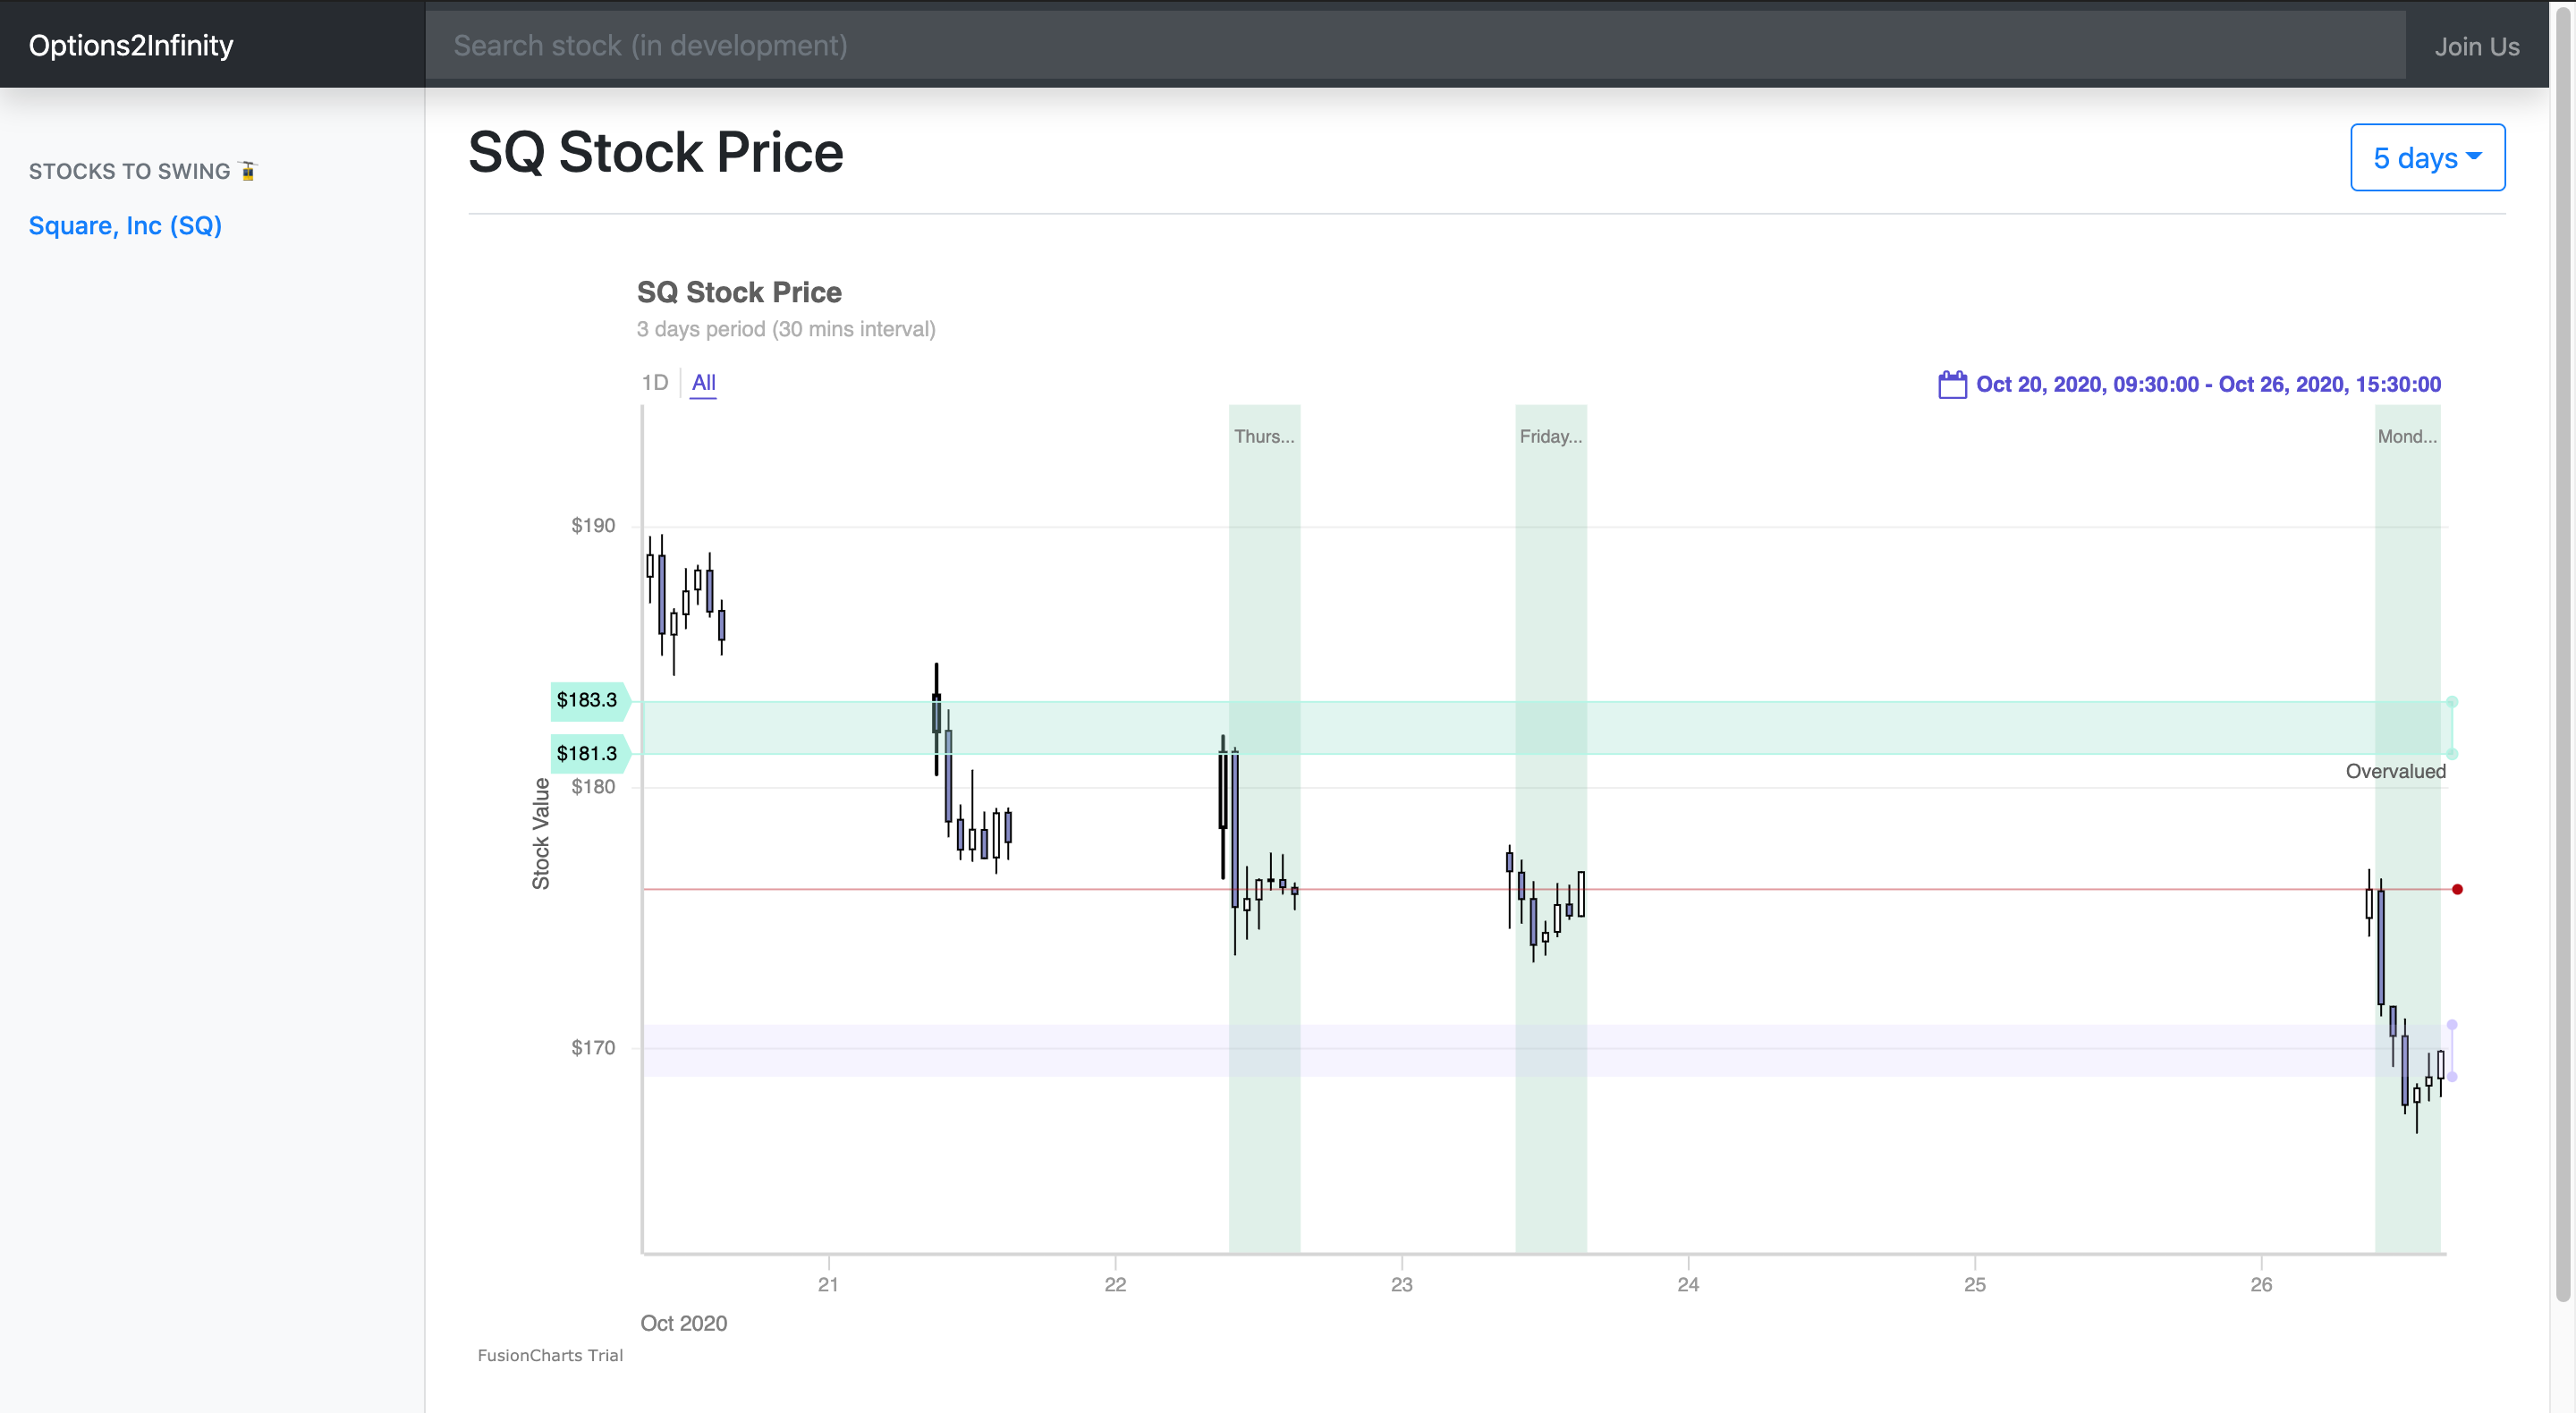 Options2Infinity
Search stock (in development)
Join Us
STOCKS TO SWING
Square, Inc (SQ)
SQ Stock Price
5 days
SQ Stock Price
3 days period (30 mins interval)
1D
All
Oct 20, 2020, 09:30:00 - Oct 26, 2020, 15:30:00
Thurs...
Friday...
Mond...
$190
$183.3
$181.3
Overvalued
$180
Stock Value
$170
21
22
23
24
25
26
Oct 2020
FusionCharts Trial